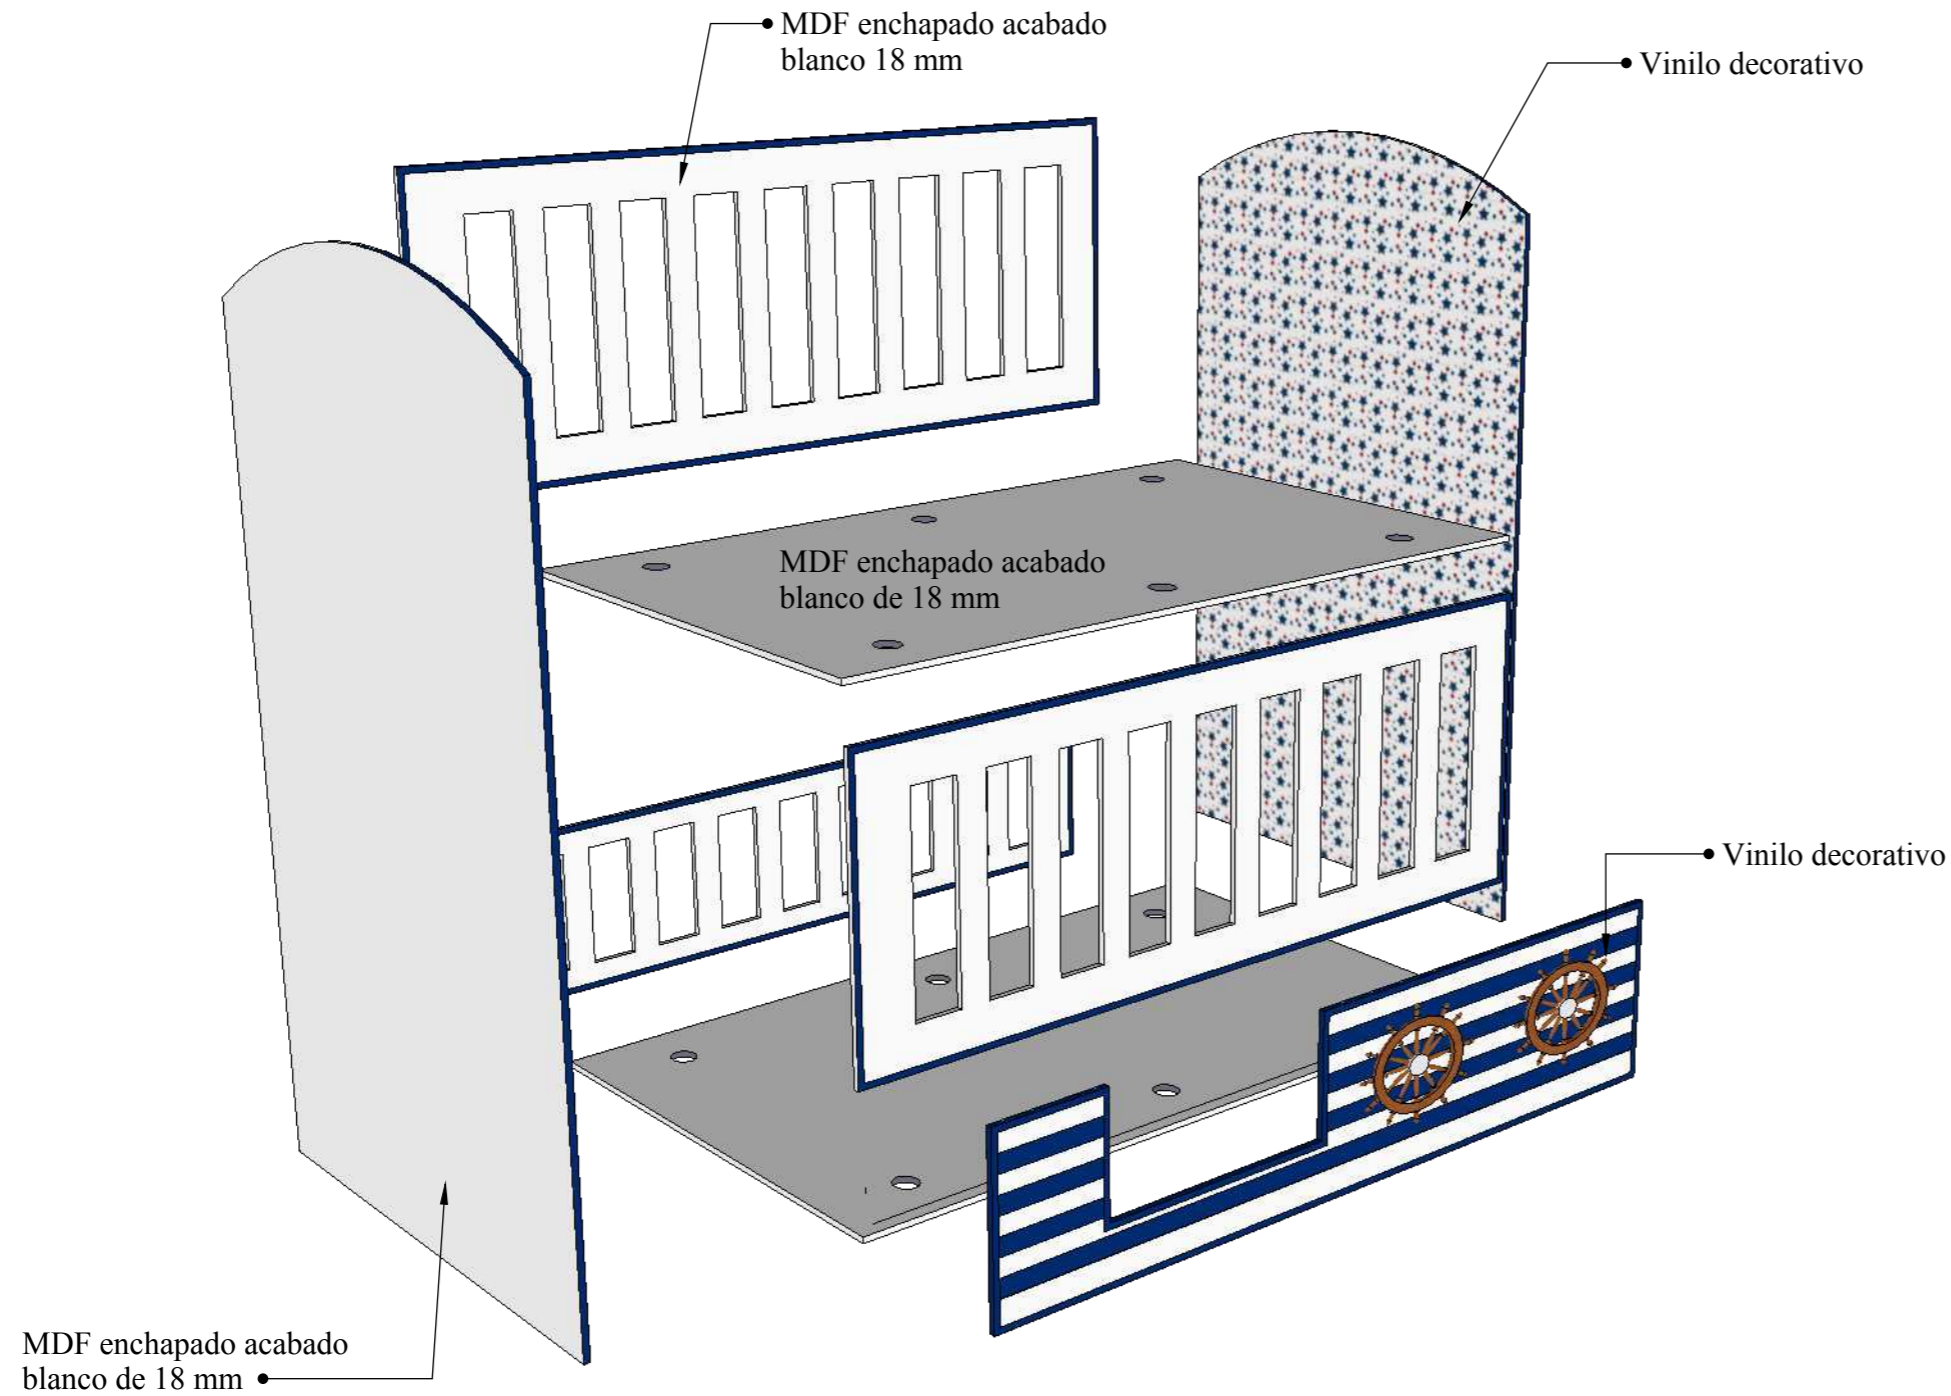 MDF enchapado acabado
blanco 18 mm
Vinilo decorativo
MDF enchapado acabado
blanco de 18 mm
Vinilo decorativo
MDF enchapado acabado
blanco de 18 mm